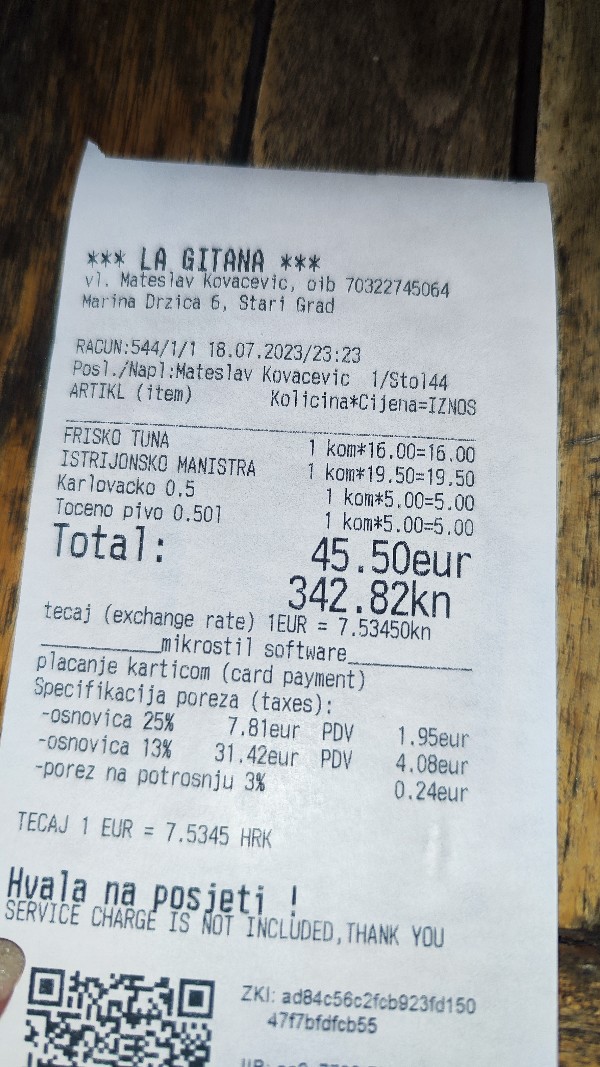 *** LA GITANA ***
vl. Mateslav Kovacevic, oib 70322745064
Marina Drzica 6, Stari Grad
RACUN:544/1/1 18.07.2023/23:23
Posl./Napl:Mateslav Kovacevic 1/Stol44
ARTIKL (item) Kolicina*Cijena=IZNOS
FRISKO TUNA 1 kom*16.00=16.00
ISTRIJONSKO MANISTRA 1 kom*19.50=19.50
Karlovacko 0.5 1 kom*5.00=5.00
Toceno pivo 0.50l 1 kom*5.00=5.00
Total: 45.50eur
342.82kn
tecaj (exchange rate) 1EUR = 7.53450kn
__________mikrostil software__________
placanje karticom (card payment)
Specifikacija poreza (taxes):
-osnovica 25% 7.81eur PDV 1.95eur
-osnovica 13% 31.42eur PDV 4.08eur
-porez na potrosnju 3% 0.24eur
TECAJ 1 EUR = 7.5345 HRK
Hvala na posjeti !
SERVICE CHARGE IS NOT INCLUDED,THANK YOU
ZKI: ad84c56c2fcb923fd150
47f7bfdfcb55